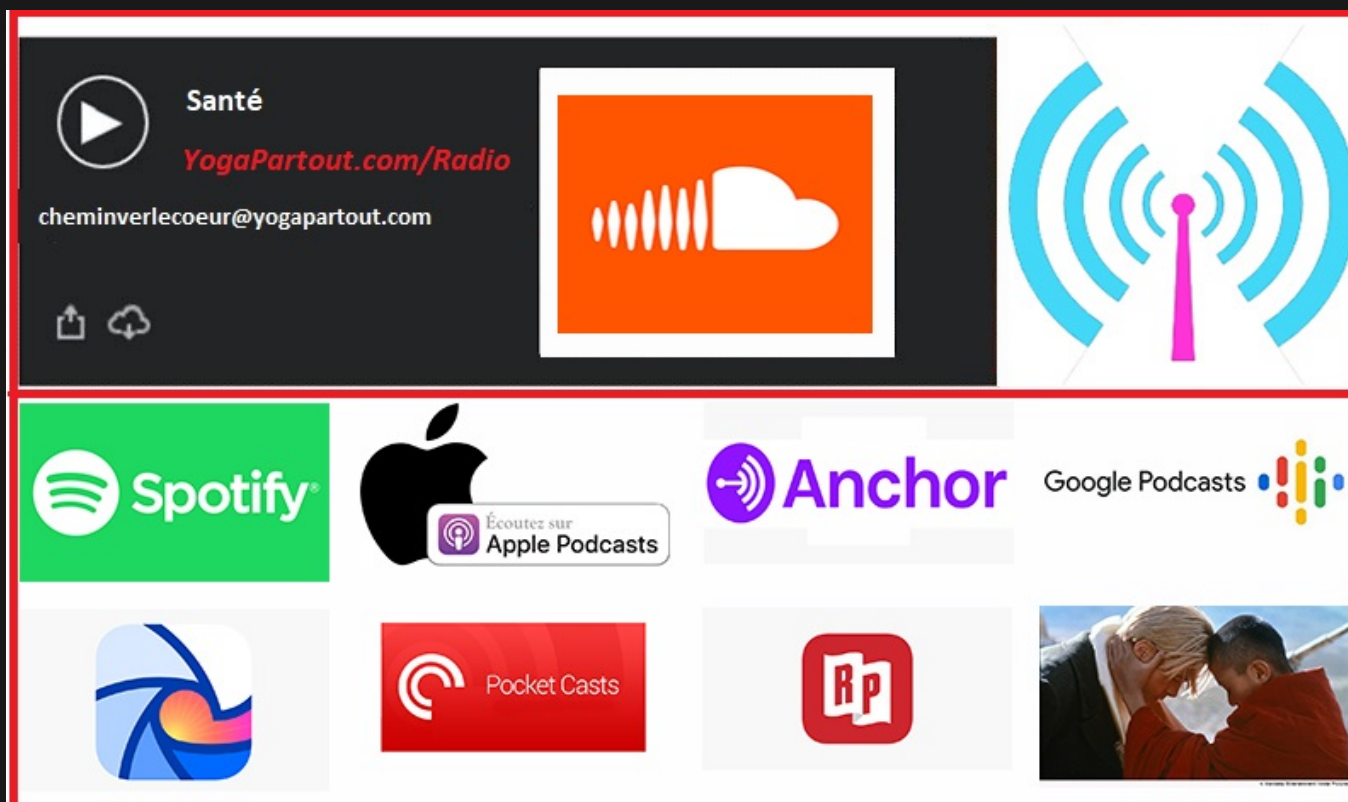 Santé
YogaPartout.com/Radio
cheminverlecoeur@yogapartout.com
Spotify®
Écoutez sur
Apple Podcasts
Anchor
Google Podcasts
Pocket Casts
RP